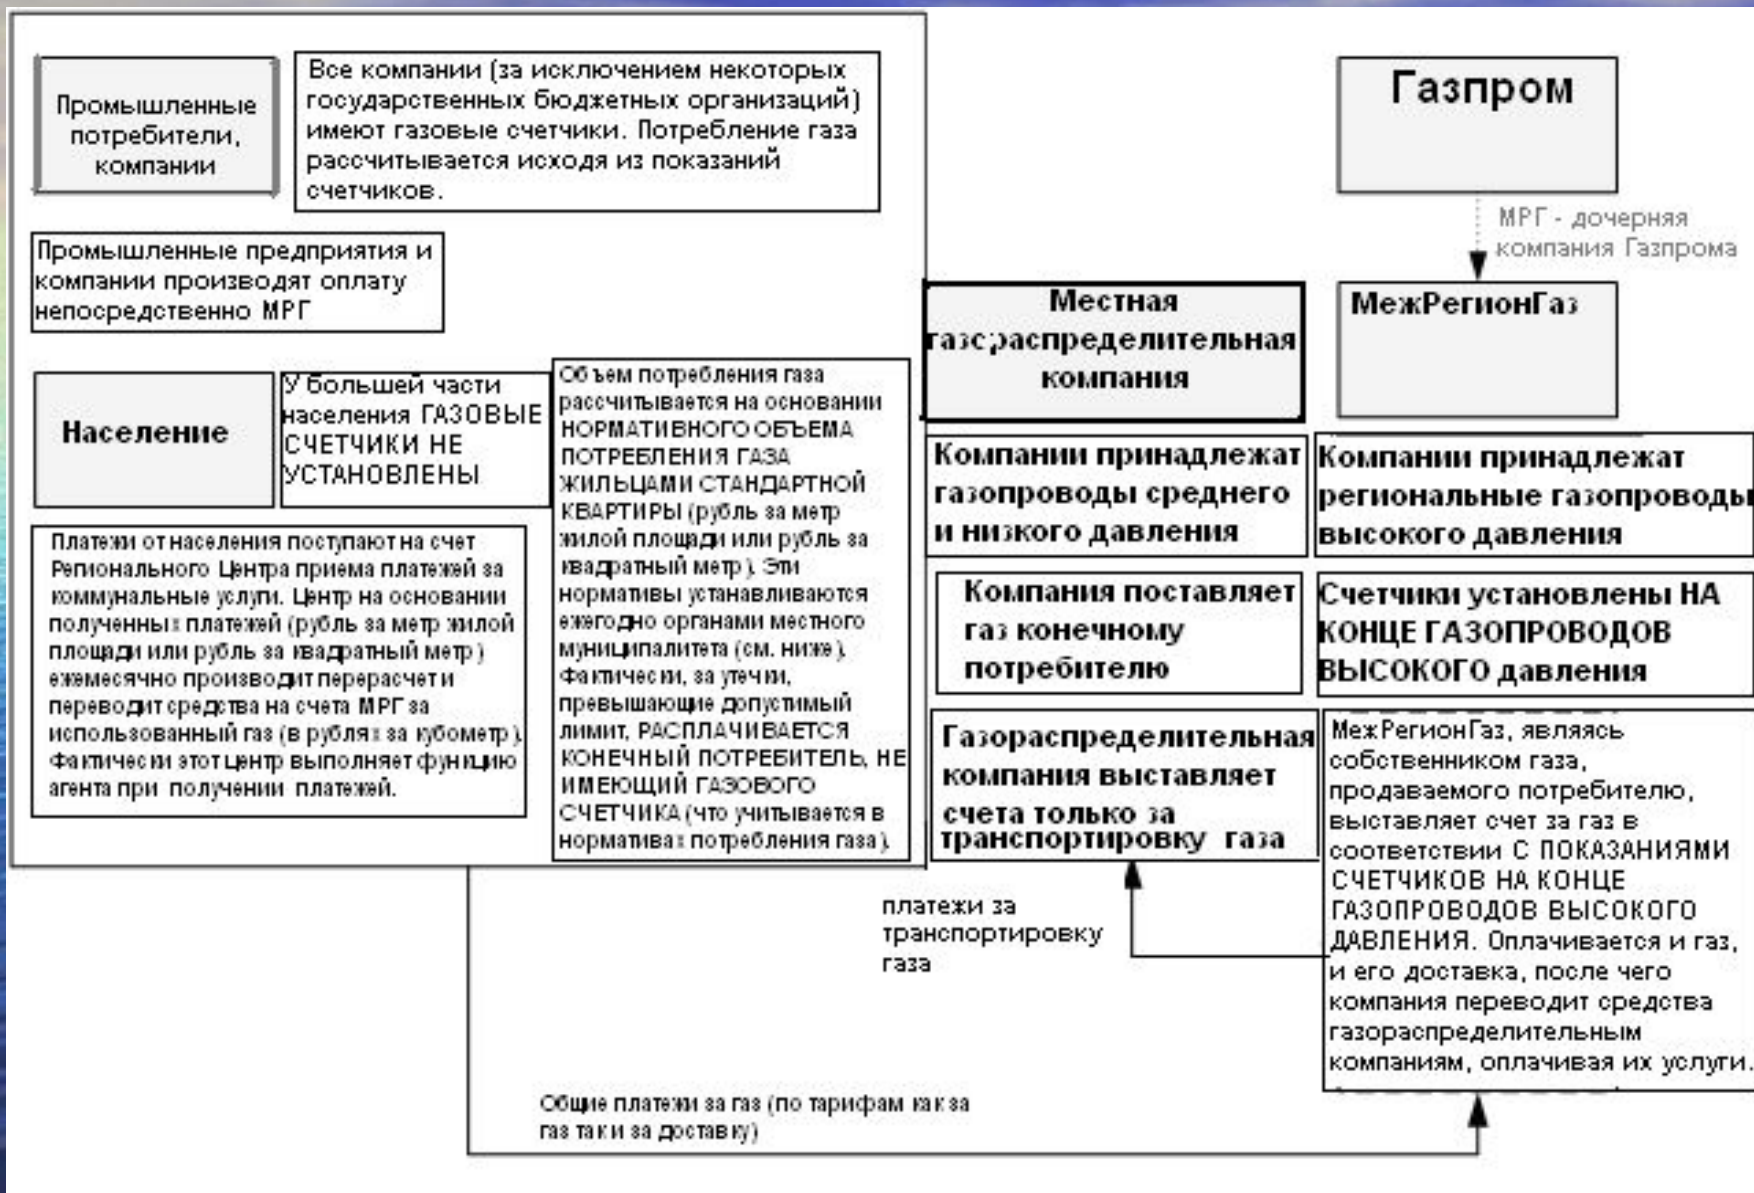 Промышленные
потребители,
компании
Все компании (за исключением некоторых
государственных бюджетных организаций)
имеют газовые счетчики. Потребление газа
рассчитывается исходя из показаний
счетчиков.
Промышленные предприятия и
компании производят оплату
непосредственно МРГ
Население
У большей части
населения ГАЗОВЫЕ
СЧЕТЧИКИ НЕ
УСТАНОВЛЕНЫ
Объем потребления газа
рассчитывается на основании
НОРМАТИВНОГО ОБЪЕМА
ПОТРЕБЛЕНИЯ ГАЗА
ЖИЛЬЦАМИ СТАНДАРТНОЙ
КВАРТИРЫ (рубль за метр
жилой площади или рубль за
квадратный метр). Эти
нормативы устанавливаются
ежегодно органами местного
муниципалитета (см. ниже).
Фактически, за утечки,
превышающие допустимый
лимит, РАСПЛАЧИВАЕТСЯ
КОНЕЧНЫЙ ПОТРЕБИТЕЛЬ, НЕ
ИМЕЮЩИЙ ГАЗОВОГО
СЧЕТЧИКА (что учитывается в
нормативах потребления газа).
Платежи от населения поступают на счет
Регионального Центра приема платежей за
коммунальные услуги. Центр на основании
полученных платежей (рубль за метр жилой
площади или рубль за квадратный метр)
ежемесячно производит перерасчет и
переводит средства на счета МРГ за
использованный газ (в рублях за кубометр).
Фактически этот центр выполняет функцию
агента при получении платежей.
Местная
газораспределительная
компания
Компании принадлежат
газопроводы среднего
и низкого давления
Компания поставляет
газ конечному
потребителю
Газораспределительная
компания выставляет
счета только за
транспортировку газа
Газпром
МРГ - дочерняя
компания Газпрома
МежРегионГаз
Компании принадлежат
региональные газопроводы
высокого давления
Счетчики установлены НА
КОНЦЕ ГАЗОПРОВОДОВ
ВЫСОКОГО давления
МежРегионГаз, являясь
собственником газа,
продаваемого потребителю,
выставляет счет за газ в
соответствии С ПОКАЗАНИЯМИ
СЧЕТЧИКОВ НА КОНЦЕ
ГАЗОПРОВОДОВ ВЫСОКОГО
ДАВЛЕНИЯ. Оплачивается и газ,
и его доставка, после чего
компания переводит средства
газораспределительным
компаниям, оплачивая их услуги.
платежи за
транспортировку
газа
Общие платежи за газ (по тарифам как за
газ так и за доставку)